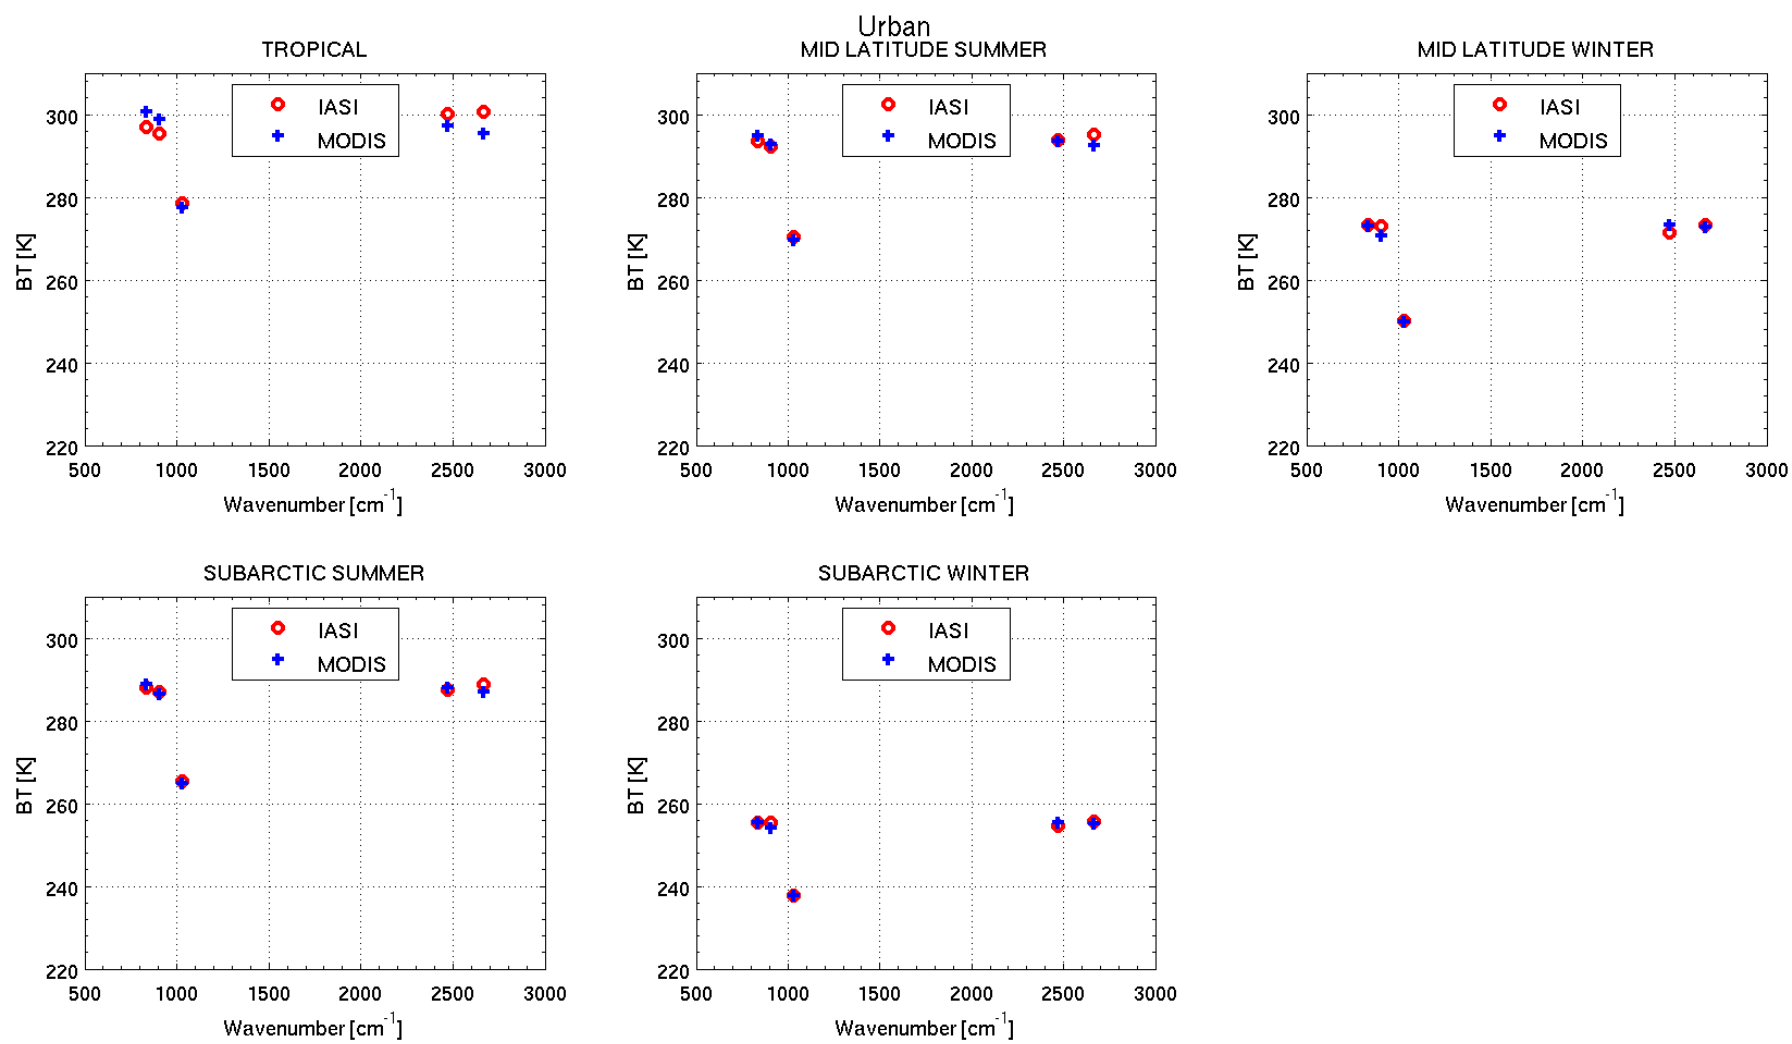 Urban
TROPICAL
300
280
260
240
220
BT [K]
500 1000 1500 2000 2500 3000
Wavenumber [cm-1]
IASI
MODIS
MID LATITUDE SUMMER
300
280
260
240
220
BT [K]
500 1000 1500 2000 2500 3000
Wavenumber [cm-1]
IASI
MODIS
MID LATITUDE WINTER
300
280
260
240
220
BT [K]
500 1000 1500 2000 2500 3000
Wavenumber [cm-1]
IASI
MODIS
SUBARCTIC SUMMER
300
280
260
240
220
BT [K]
500 1000 1500 2000 2500 3000
Wavenumber [cm-1]
IASI
MODIS
SUBARCTIC WINTER
300
280
260
240
220
BT [K]
500 1000 1500 2000 2500 3000
Wavenumber [cm-1]
IASI
MODIS